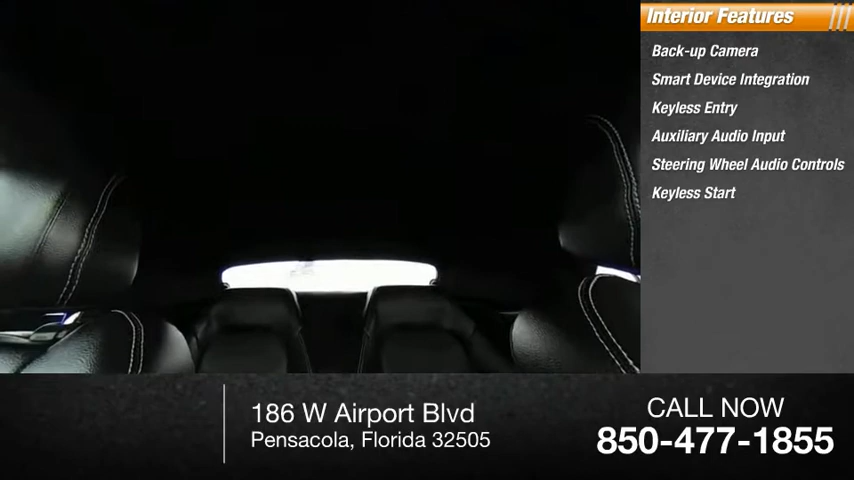 Interior Features
Back-up Camera
Smart Device Integration
Keyless Entry
Auxiliary Audio Input
Steering Wheel Audio Controls
Keyless Start
186 W Airport Blvd
Pensacola, Florida 32505
CALL NOW
850-477-1855